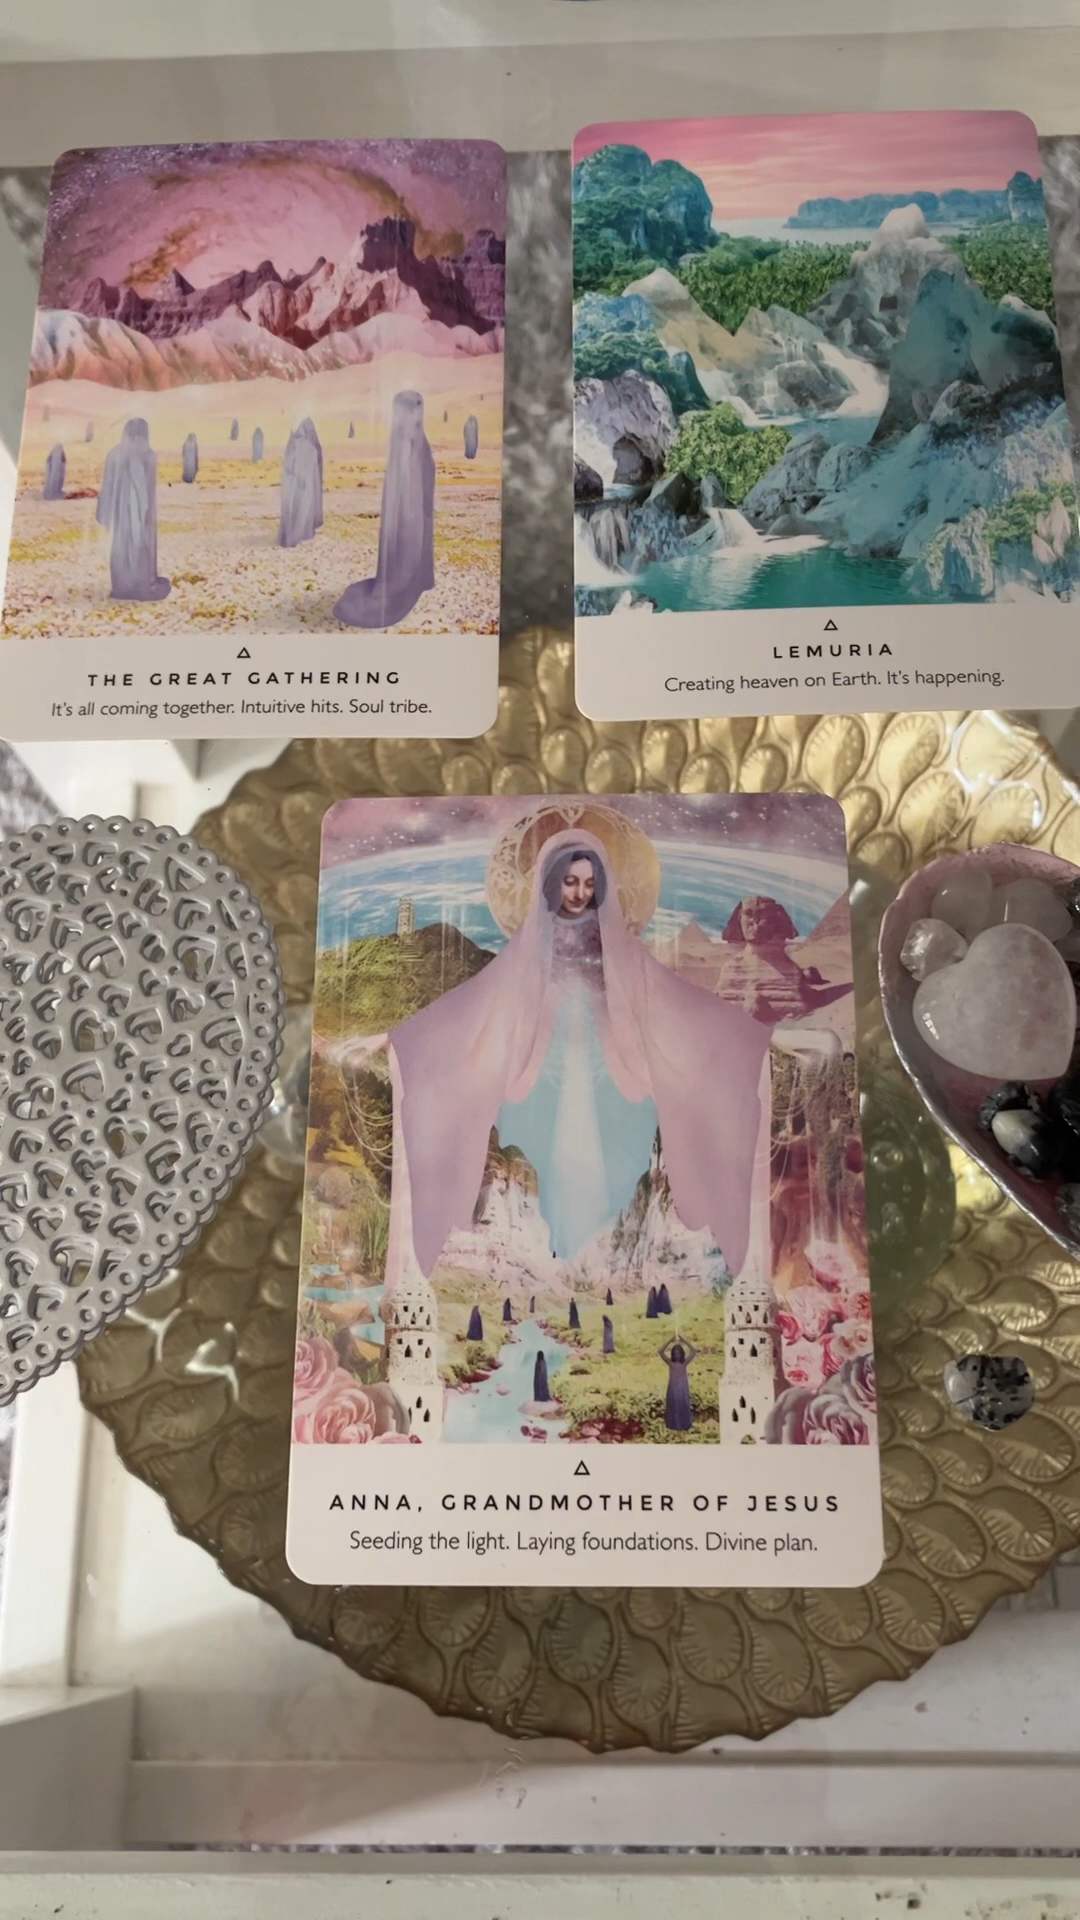 THE GREAT GATHERING
It's all coming together. Intuitive hits. Soul tribe.
LEMURIA
Creating heaven on Earth. It's happening.
ANNA, GRANDMOTHER OF JESUS
Seeding the light. Laying foundations. Divine plan.